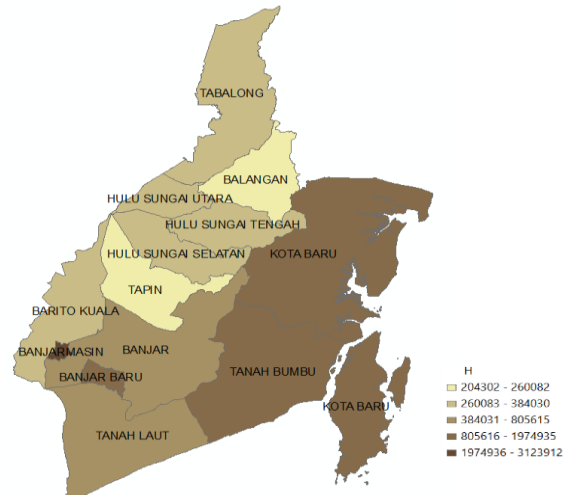 TABALONG
BALANGAN
HULU SUNGAI UTARA
HULU SUNGAI TENGAH
HULU SUNGAI SELATAN
KOTA BARU
TAPIN
BARITO KUALA
BANJARMASIN
BANJAR
BANJAR BARU
TANAH BUMBU
KOTA BARU
TANAH LAUT
H
204302 - 260082
260083 - 384030
384031 - 805615
805616 - 1974935
1974936 - 3123912